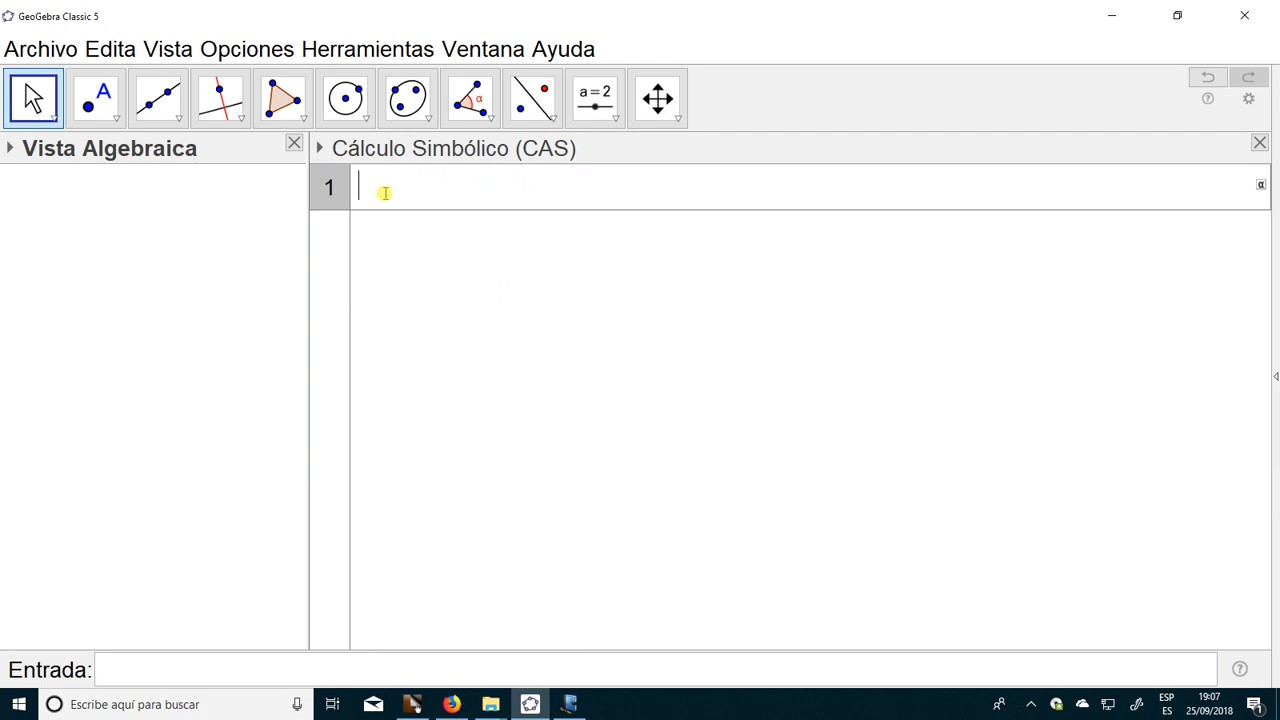 GeoGebra Classic 5
Archivo Edita Vista Opciones Herramientas Ventana Ayuda
A
α
a = 2
Vista Algebraica
Cálculo Simbólico (CAS)
1
α
Entrada:
Escribe aquí para buscar
ESP
ES
19:07
25/09/2018
1